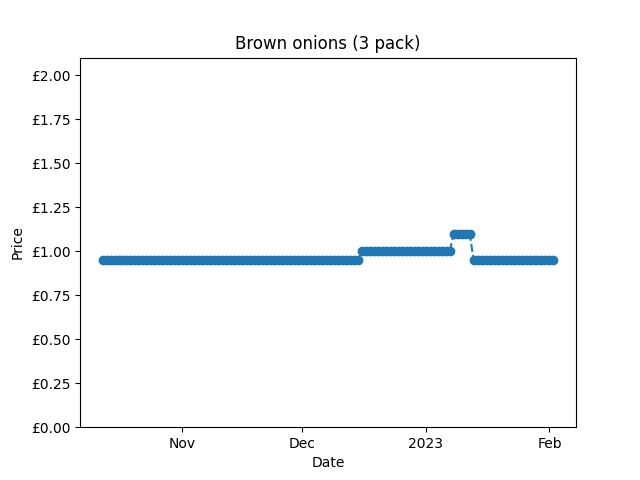 Brown onions (3 pack)
£2.00
£1.75
£1.50
£1.25
£1.00
£0.75
£0.50
£0.25
£0.00
Price
Nov
Dec
2023
Feb
Date